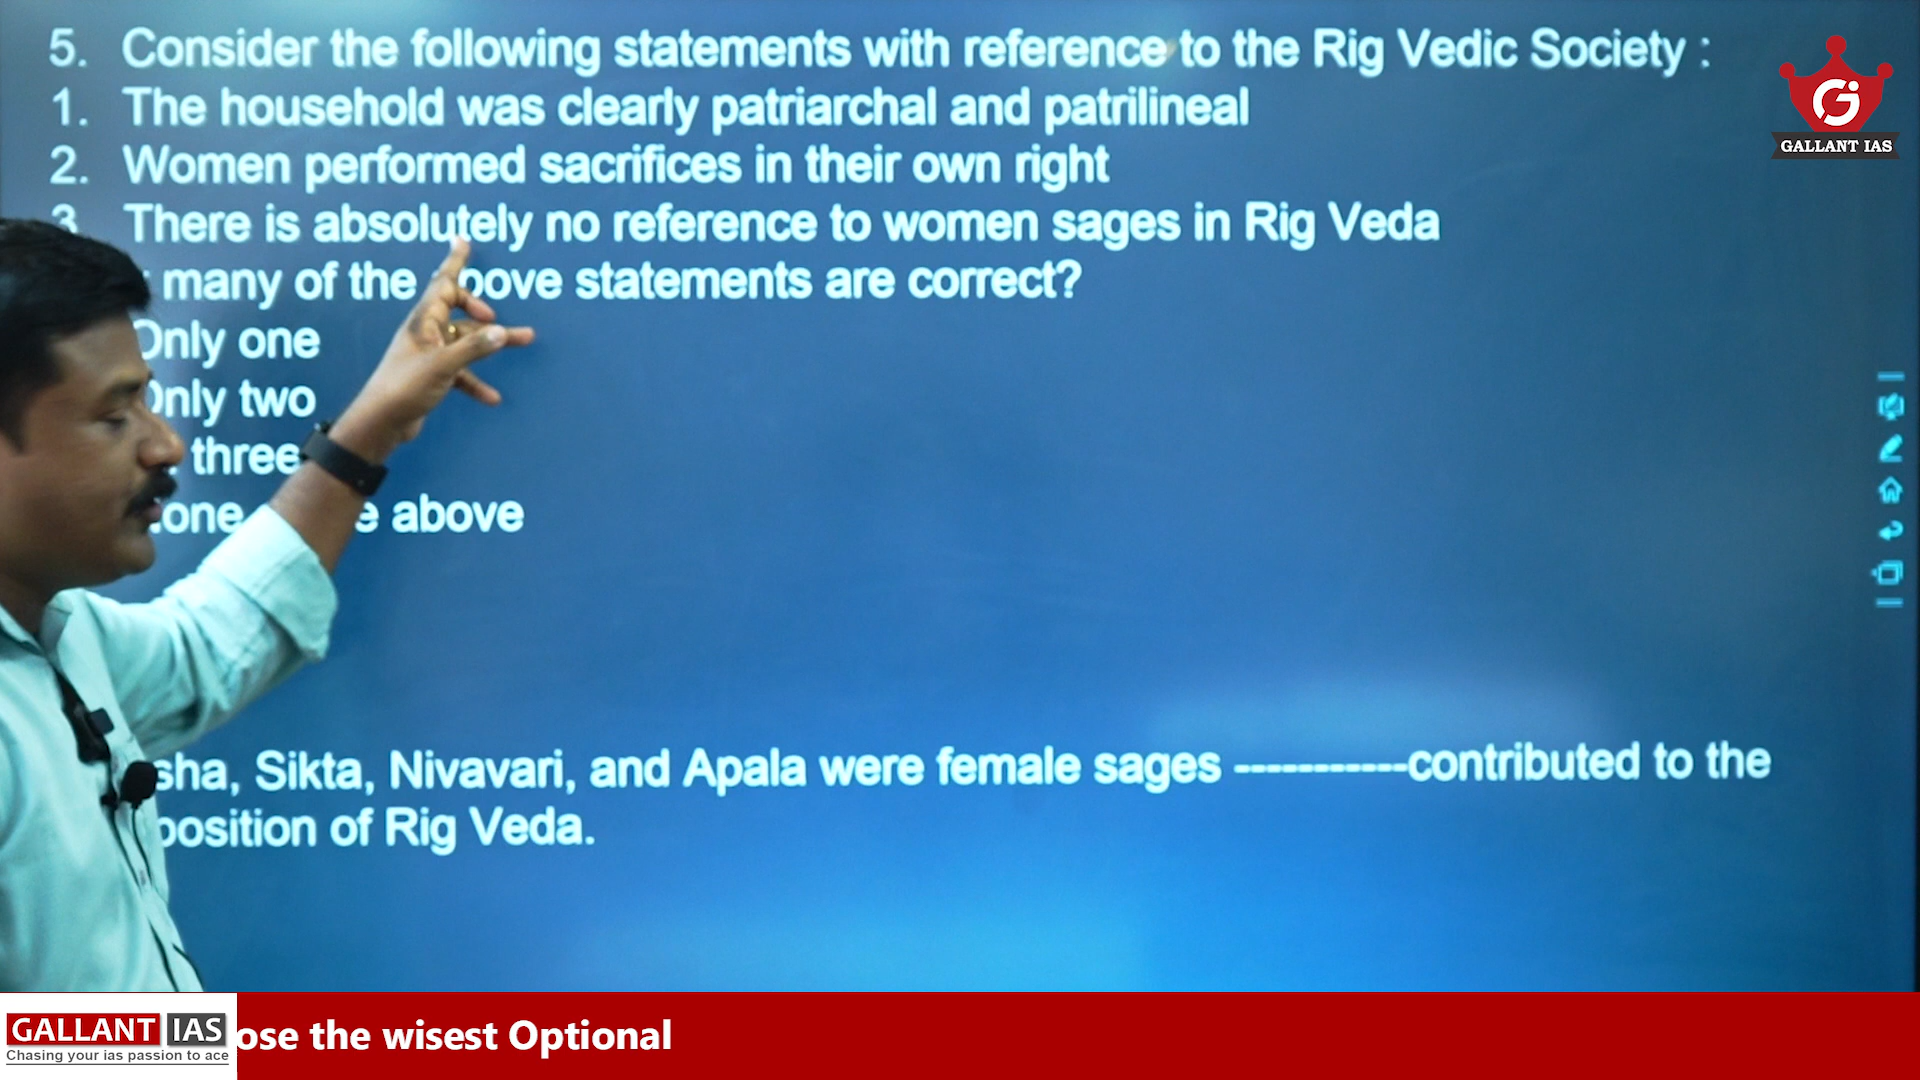 5. Consider the following statements with reference to the Rig Vedic Society :
1. The household was clearly patriarchal and patrilineal
2. Women performed sacrifices in their own right
3. There is absolutely no reference to women sages in Rig Veda
many of the above statements are correct?
Only one
Only two
three
one above
sha, Sikta, Nivavari, and Apala were female sages -----------contributed to the
position of Rig Veda.
GALLANT IAS
GALLANT IAS
Chasing your ias passion to ace
ose the wisest Optional